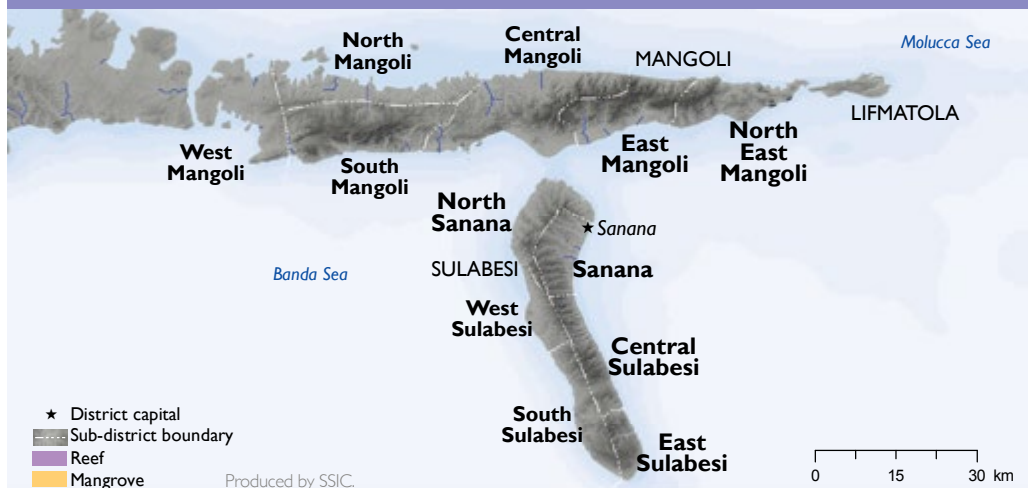 North
Mangoli
Central
Mangoli
MANGOLI
Molucca Sea
LIFMATOLA
West
Mangoli
South
Mangoli
East
Mangoli
North
East
Mangoli
North
Sanana
Sanana
Banda Sea
SULABESI
Sanana
West
Sulabesi
Central
Sulabesi
South
Sulabesi
East
Sulabesi
District capital
Sub-district boundary
Reef
Mangrove
Produced by SSIC.
0 15 30 km